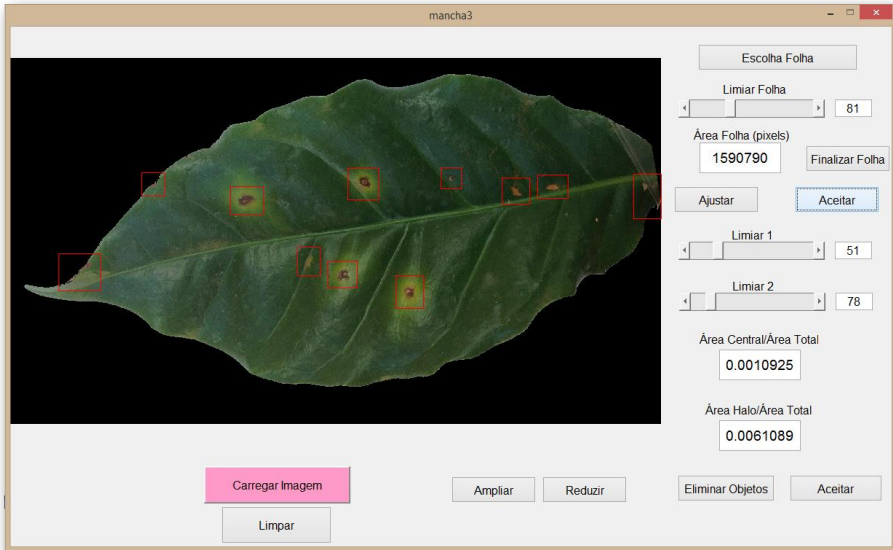 mancha3
Escolha Folha
Limiar Folha
81
Área Folha (pixels)
1590790
Finalizar Folha
Ajustar
Aceitar
Limiar 1
51
Limiar 2
78
Área Central/Área Total
0.0010925
Área Halo/Área Total
0.0061089
Carregar Imagem
Ampliar
Reduzir
Eliminar Objetos
Aceitar
Limpar